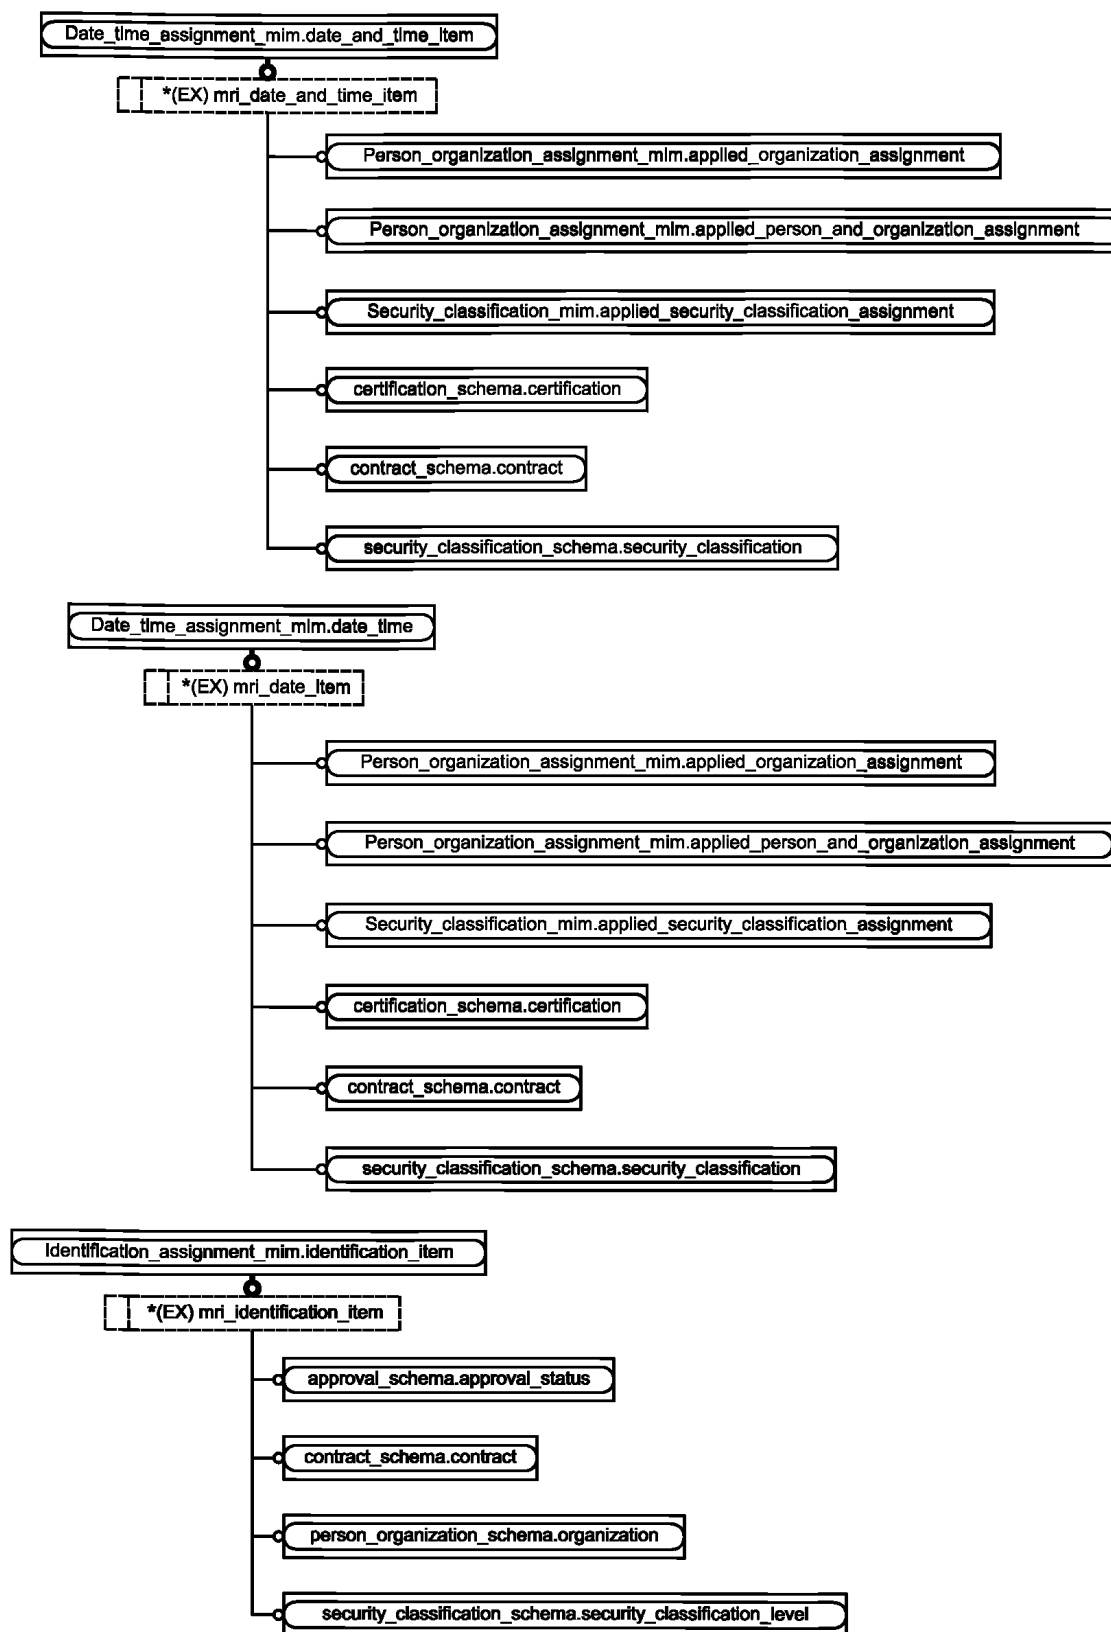 Date_time_assignment_mim.date_and_time_item
*(EX) mri_date_and_time_item
Person_organization_assignment_mim.applied_organization_assignment
Person_organization_assignment_mim.applied_person_and_organization_assignment
Security_classification_mim.applied_security_classification_assignment
certification_schema.certification
contract_schema.contract
security_classification_schema.security_classification
Date_time_assignment_mim.date_time
*(EX) mri_date_item
Person_organization_assignment_mim.applied_organization_assignment
Person_organization_assignment_mim.applied_person_and_organization_assignment
Security_classification_mim.applied_security_classification_assignment
certification_schema.certification
contract_schema.contract
security_classification_schema.security_classification
Identification_assignment_mim.identification_item
*(EX) mri_identification_item
approval_schema.approval_status
contract_schema.contract
person_organization_schema.organization
security_classification_schema.security_classification_level